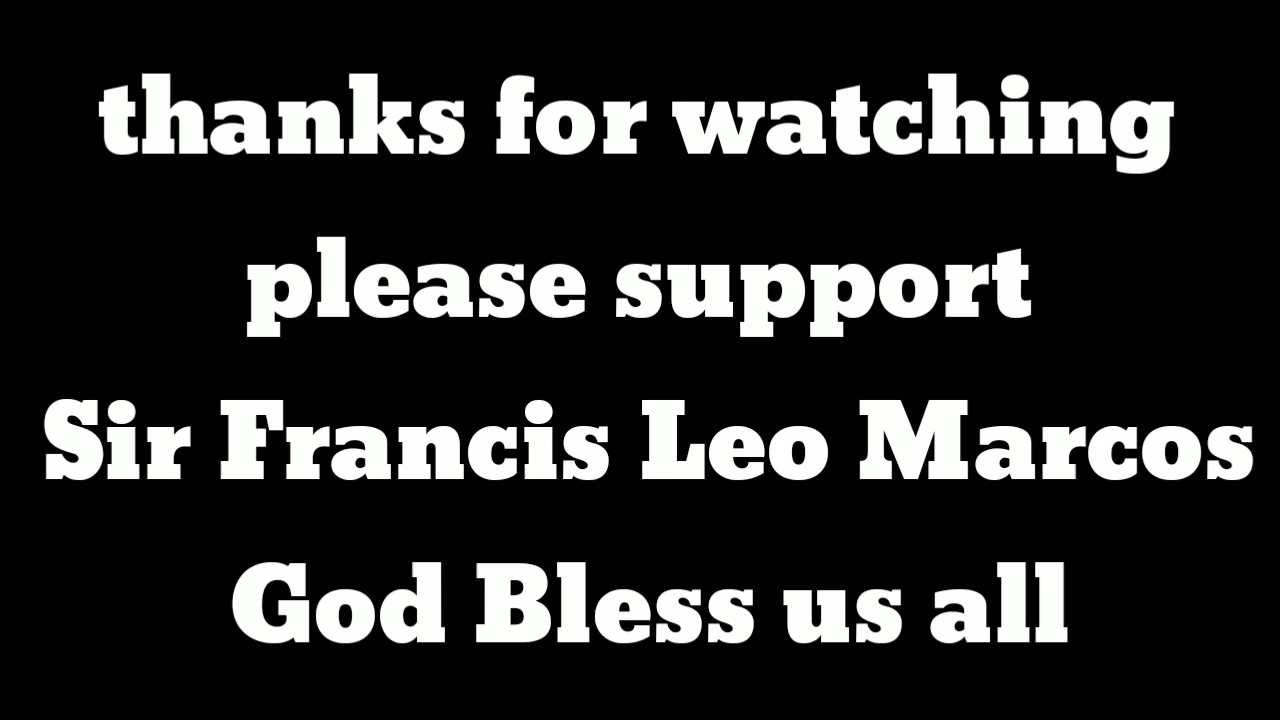 thanks for watching
please support
Sir Francis Leo Marcos
God Bless us all